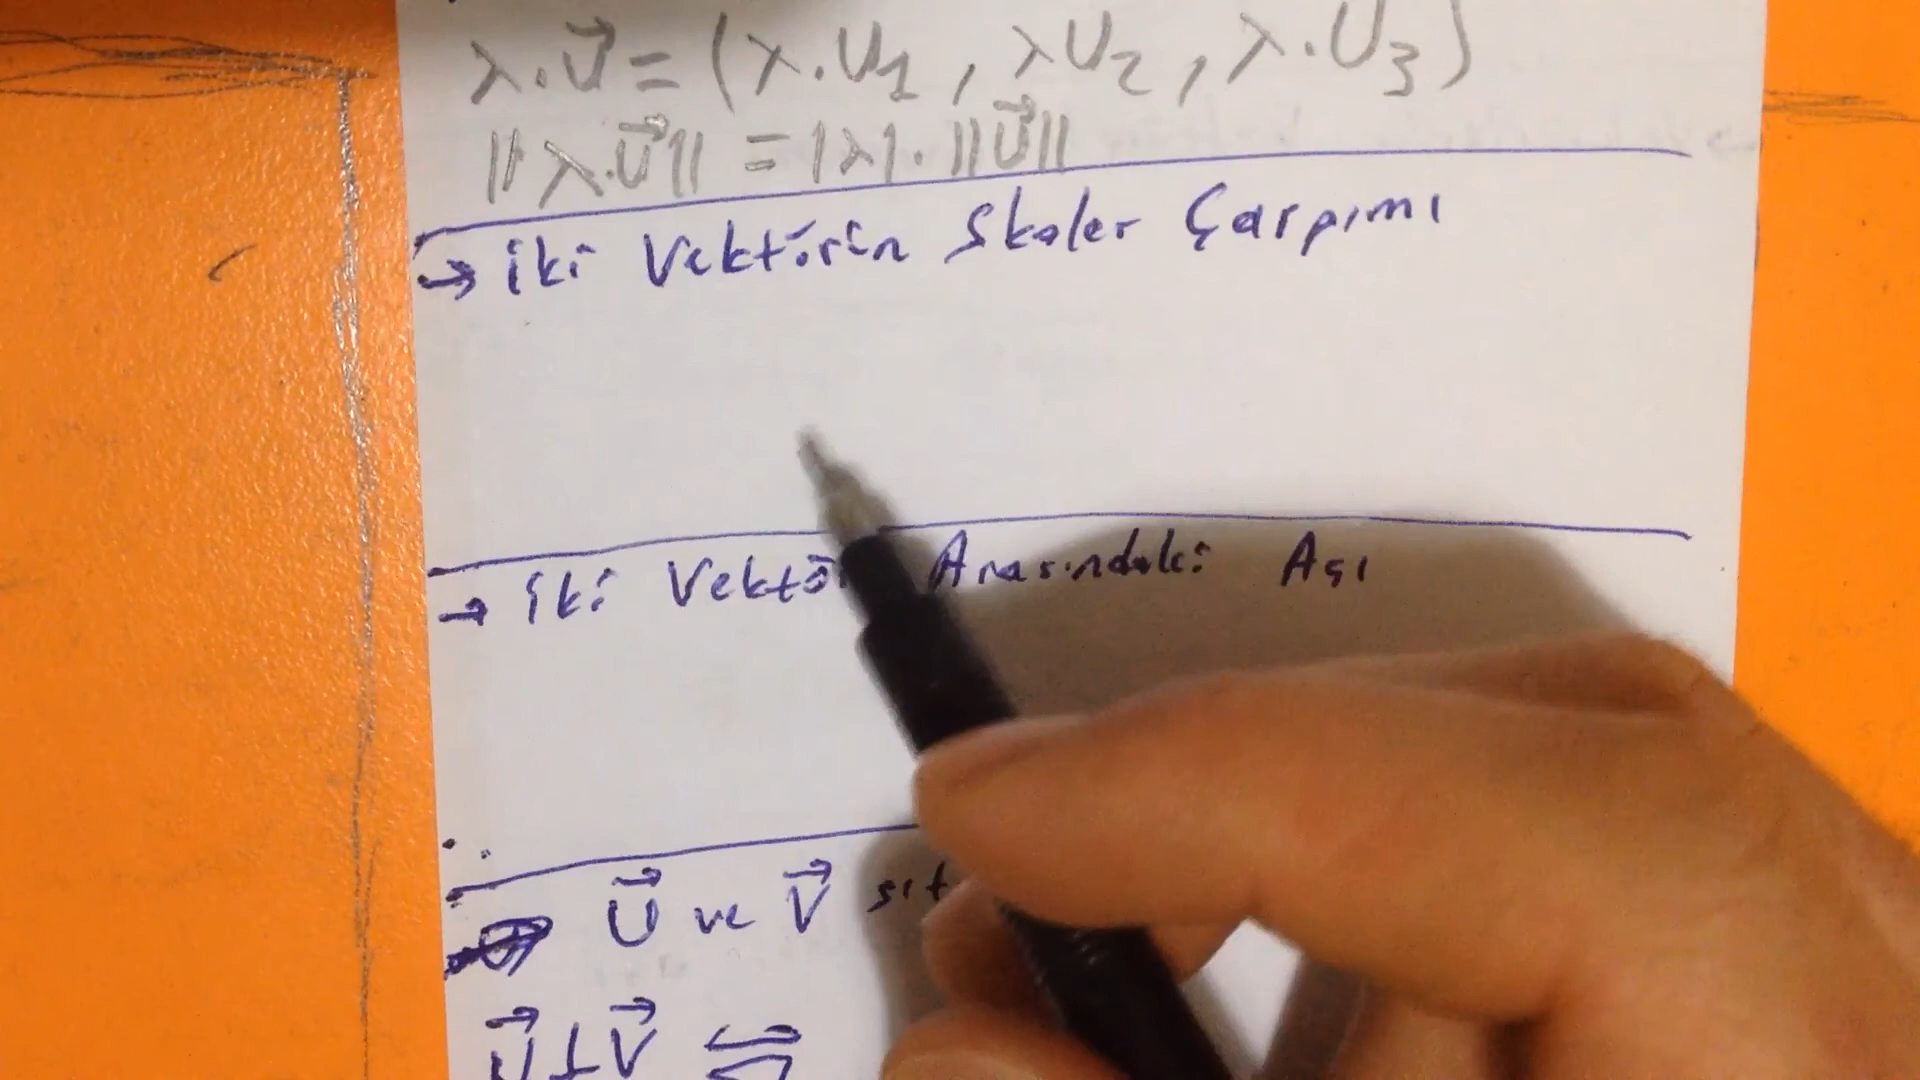 λ.U⃗ = (λ.U₁, λU₂, λ.U₃)
||λ.U⃗|| = |λ|.||U⃗||
→ iki Vektörün Skaler Çarpımı
→ iki Vektör Arasındaki Açı
U⃗ ve V⃗
U⃗ ⊥ V⃗ ⇔